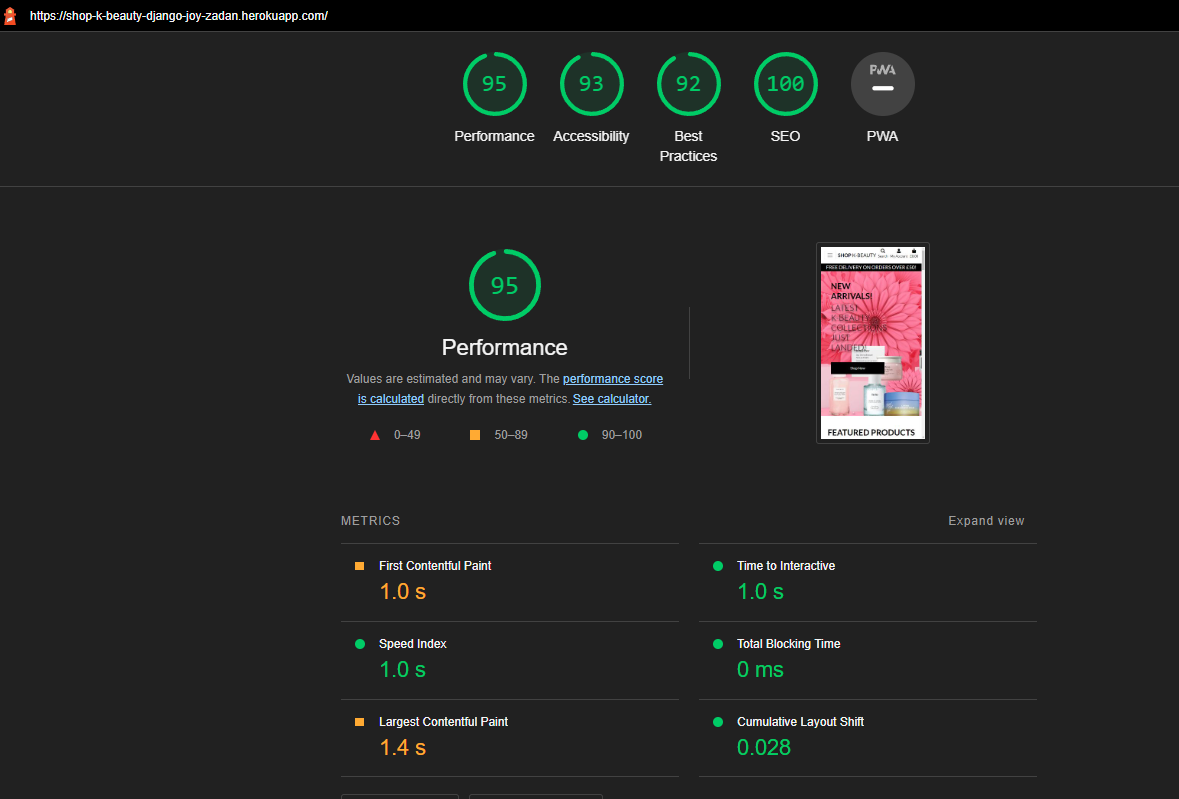 https://shop-k-beauty-django-joy-zadan.herokuapp.com/
95
93
92
100
PWA
Performance
Accessibility
Best
Practices
SEO
PWA
95
Performance
Values are estimated and may vary. The performance score
is calculated directly from these metrics. See calculator.
0–49
50–89
90–100
SHOP K-BEAUTY
Search My Account
FREE DELIVERY ON ORDERS OVER £50!
NEW
ARRIVALS!
LATEST
K-BEAUTY
COLLECTIONS
JUST
LANDED!
Shop Now
FEATURED PRODUCTS
METRICS
Expand view
First Contentful Paint
1.0 s
Time to Interactive
1.0 s
Speed Index
1.0 s
Total Blocking Time
0 ms
Largest Contentful Paint
1.4 s
Cumulative Layout Shift
0.028